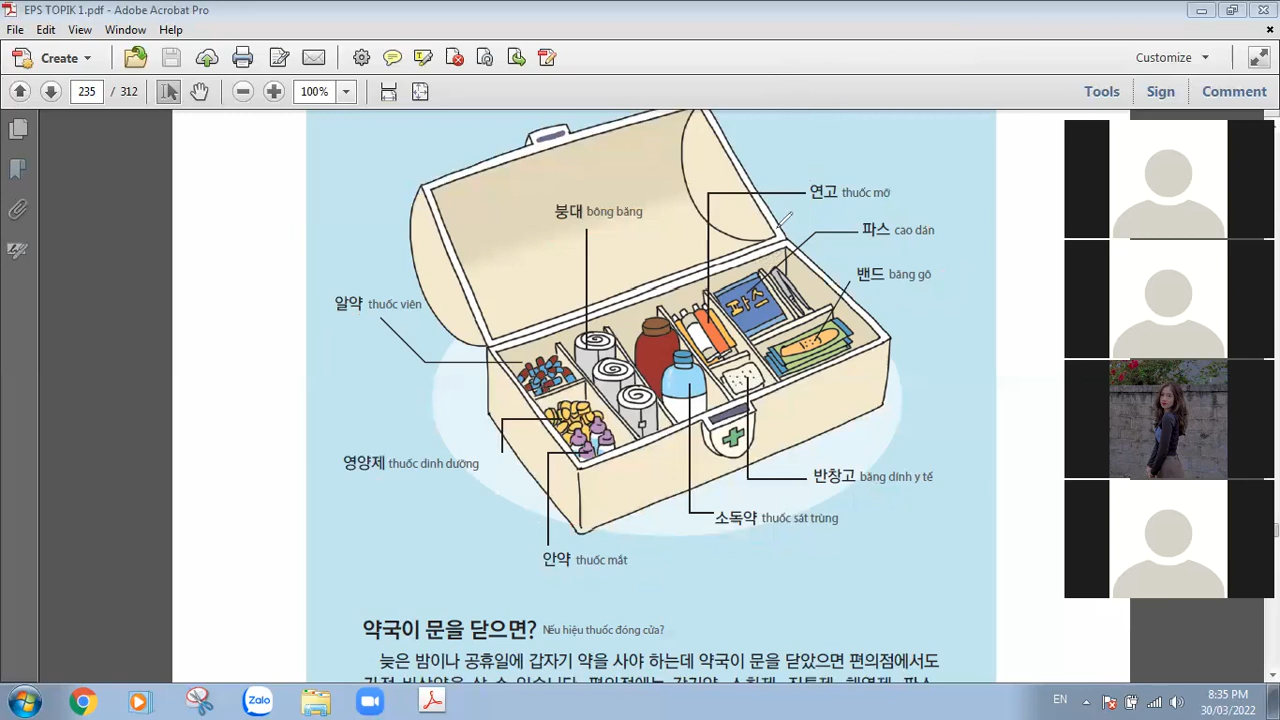 EPS TOPIK 1.pdf - Adobe Acrobat Pro
File Edit View Window Help
Create
Customize
235 / 312
100%
Tools Sign Comment
연고 thuốc mỡ
붕대 bông băng
파스 cao dán
밴드 băng gô
알약 thuốc viên
파스
영양제 thuốc dinh dưỡng
반창고 băng dính y tế
소독약 thuốc sát trùng
안약 thuốc mắt
약국이 문을 닫으면? Nếu hiệu thuốc đóng cửa?
늦은 밤이나 공휴일에 갑자기 약을 사야 하는데 약국이 문을 닫았으면 편의점에서도
Zalo
EN
8:35 PM
30/03/2022